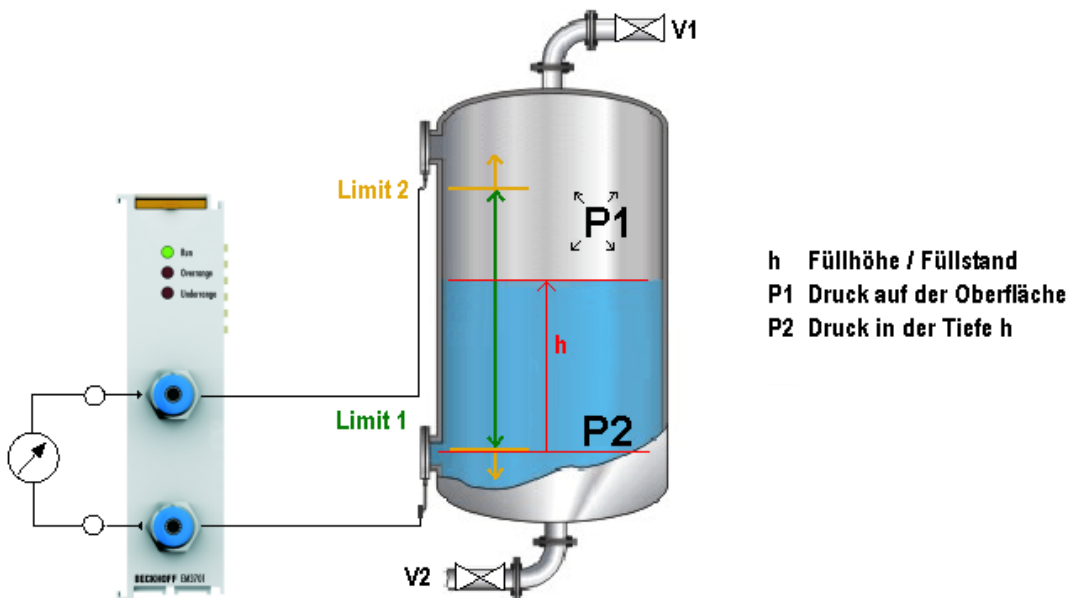 V1
Limit 2
P1
Run
Overrange
Underrange
h Füllhöhe / Füllstand
P1 Druck auf der Oberfläche
P2 Druck in der Tiefe h
h
Limit 1
P2
V2
BECKHOFF EM3701